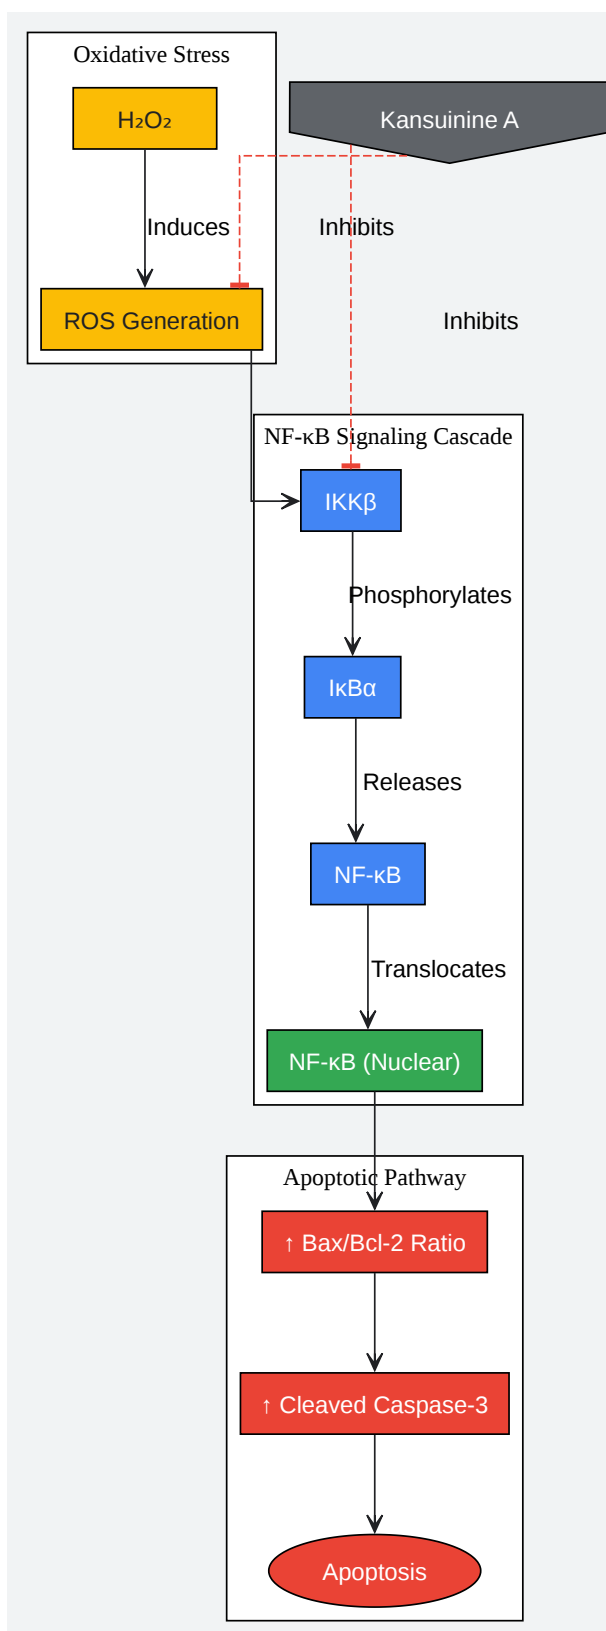 Oxidative Stress
H₂O₂
Kansuinine A
Induces
Inhibits
ROS Generation
Inhibits
NF-κB Signaling Cascade
IKKβ
Phosphorylates
IκBα
Releases
NF-κB
Translocates
NF-κB (Nuclear)
Apoptotic Pathway
↑ Bax/Bcl-2 Ratio
↑ Cleaved Caspase-3
Apoptosis